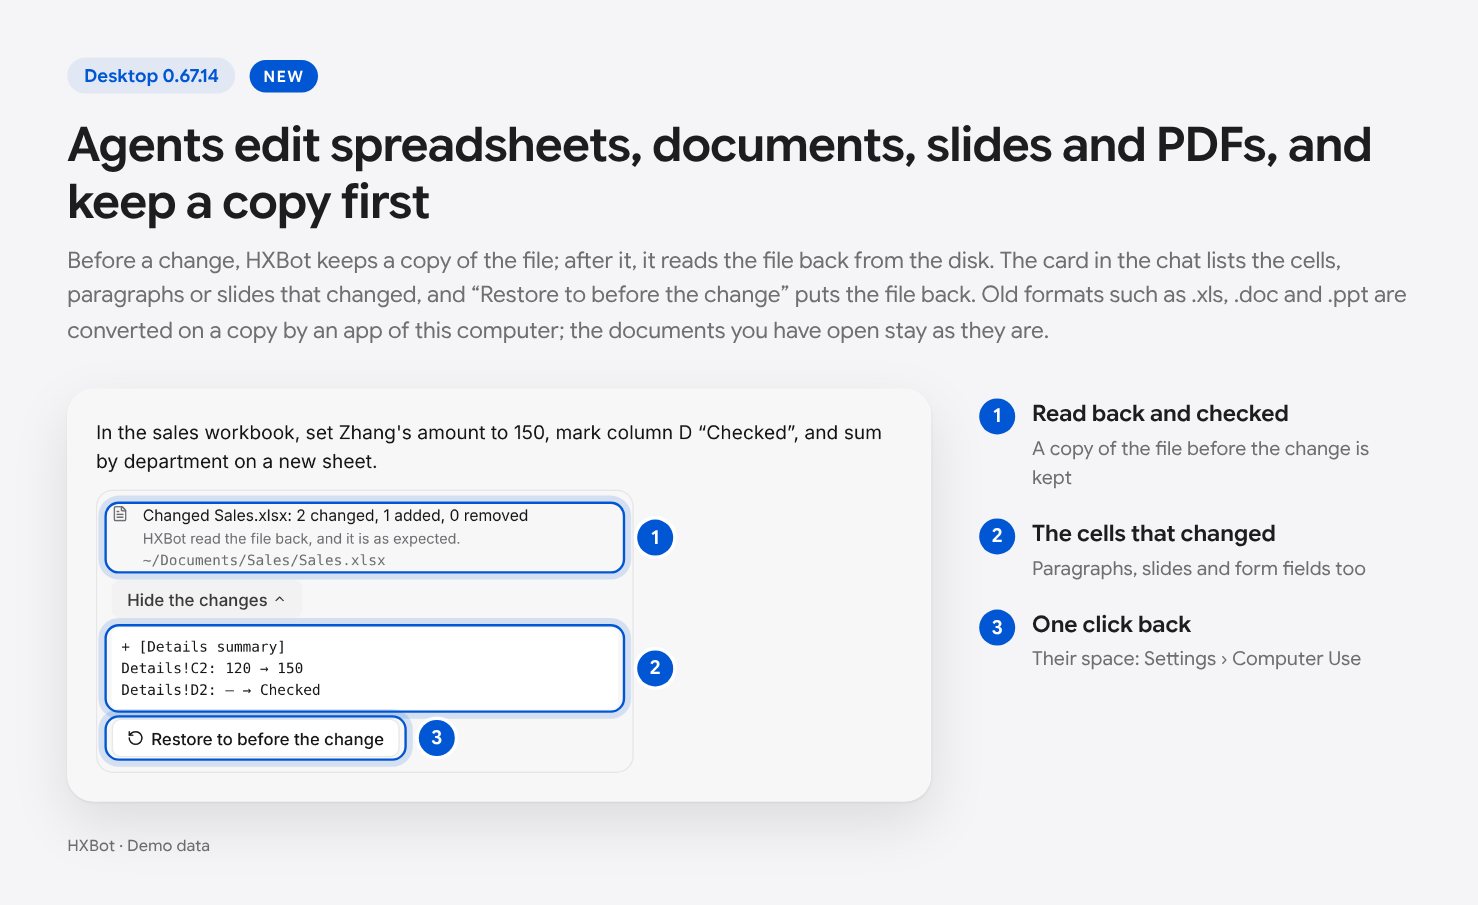 Desktop 0.67.14
NEW
Agents edit spreadsheets, documents, slides and PDFs, and
keep a copy first
Before a change, HXBot keeps a copy of the file; after it, it reads the file back from the disk. The card in the chat lists the cells,
paragraphs or slides that changed, and “Restore to before the change” puts the file back. Old formats such as .xls, .doc and .ppt are
converted on a copy by an app of this computer; the documents you have open stay as they are.
In the sales workbook, set Zhang's amount to 150, mark column D “Checked”, and sum
by department on a new sheet.
Changed Sales.xlsx: 2 changed, 1 added, 0 removed
HXBot read the file back, and it is as expected.
~/Documents/Sales/Sales.xlsx
1
Hide the changes
+ [Details summary]
Details!C2: 120 → 150
Details!D2: — → Checked
2
Restore to before the change
3
1
Read back and checked
A copy of the file before the change is
kept
2
The cells that changed
Paragraphs, slides and form fields too
3
One click back
Their space: Settings › Computer Use
HXBot · Demo data